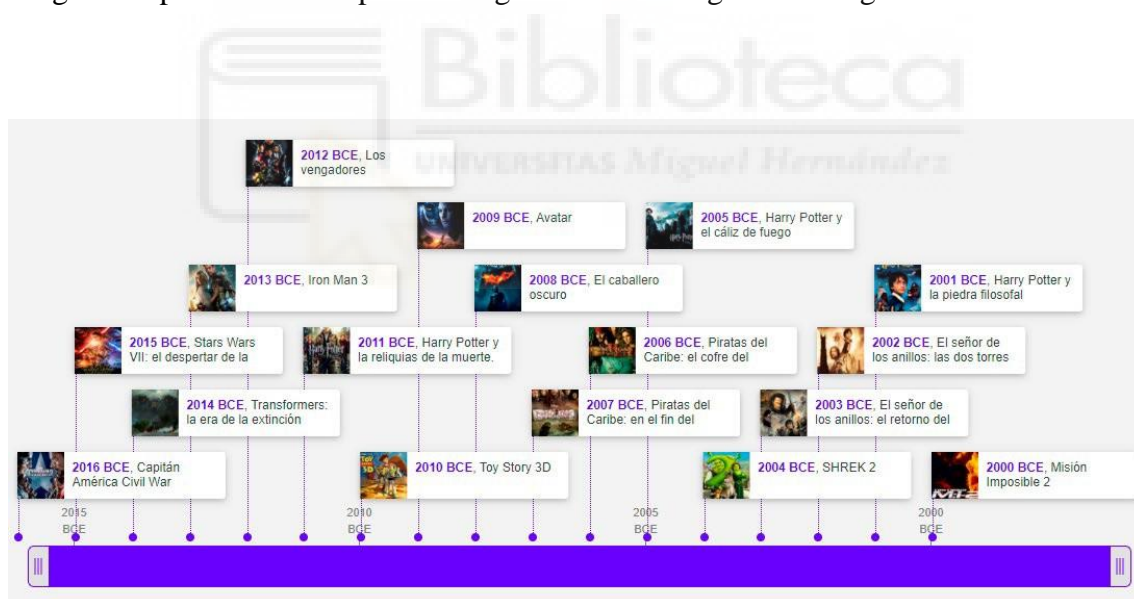 Biblioteca
UNIVERSITAS Miguel Hernández
2012 BCE, Los
vengadores
2009 BCE, Avatar
2005 BCE, Harry Potter y
el cáliz de fuego
2013 BCE, Iron Man 3
2008 BCE, El caballero
oscuro
2001 BCE, Harry Potter y
la piedra filosofal
2015 BCE, Stars Wars
VII: el despertar de la
2011 BCE, Harry Potter y
la reliquias de la muerte.
2006 BCE, Piratas del
Caribe: el cofre del
2002 BCE, El señor de
los anillos: las dos torres
2014 BCE, Transformers:
la era de la extinción
2007 BCE, Piratas del
Caribe: en el fin del
2003 BCE, El señor de
los anillos: el retorno del
2016 BCE, Capitán
América Civil War
2010 BCE, Toy Story 3D
2004 BCE, SHREK 2
2000 BCE, Misión
Imposible 2
2015
BCE
2010
BCE
2005
BCE
2000
BCE